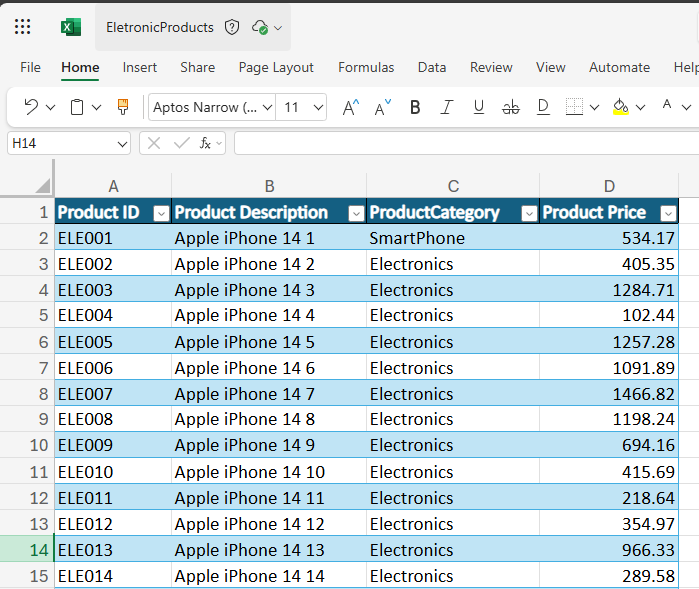 EletronicProducts
File Home Insert Share Page Layout Formulas Data Review View Automate Help
Aptos Narrow (... 11 A A B I U ab D A
H14 fx
A B C D
1 Product ID Product Description ProductCategory Product Price
2 ELE001 Apple iPhone 14 1 SmartPhone 534.17
3 ELE002 Apple iPhone 14 2 Electronics 405.35
4 ELE003 Apple iPhone 14 3 Electronics 1284.71
5 ELE004 Apple iPhone 14 4 Electronics 102.44
6 ELE005 Apple iPhone 14 5 Electronics 1257.28
7 ELE006 Apple iPhone 14 6 Electronics 1091.89
8 ELE007 Apple iPhone 14 7 Electronics 1466.82
9 ELE008 Apple iPhone 14 8 Electronics 1198.24
10 ELE009 Apple iPhone 14 9 Electronics 694.16
11 ELE010 Apple iPhone 14 10 Electronics 415.69
12 ELE011 Apple iPhone 14 11 Electronics 218.64
13 ELE012 Apple iPhone 14 12 Electronics 354.97
14 ELE013 Apple iPhone 14 13 Electronics 966.33
15 ELE014 Apple iPhone 14 14 Electronics 289.58